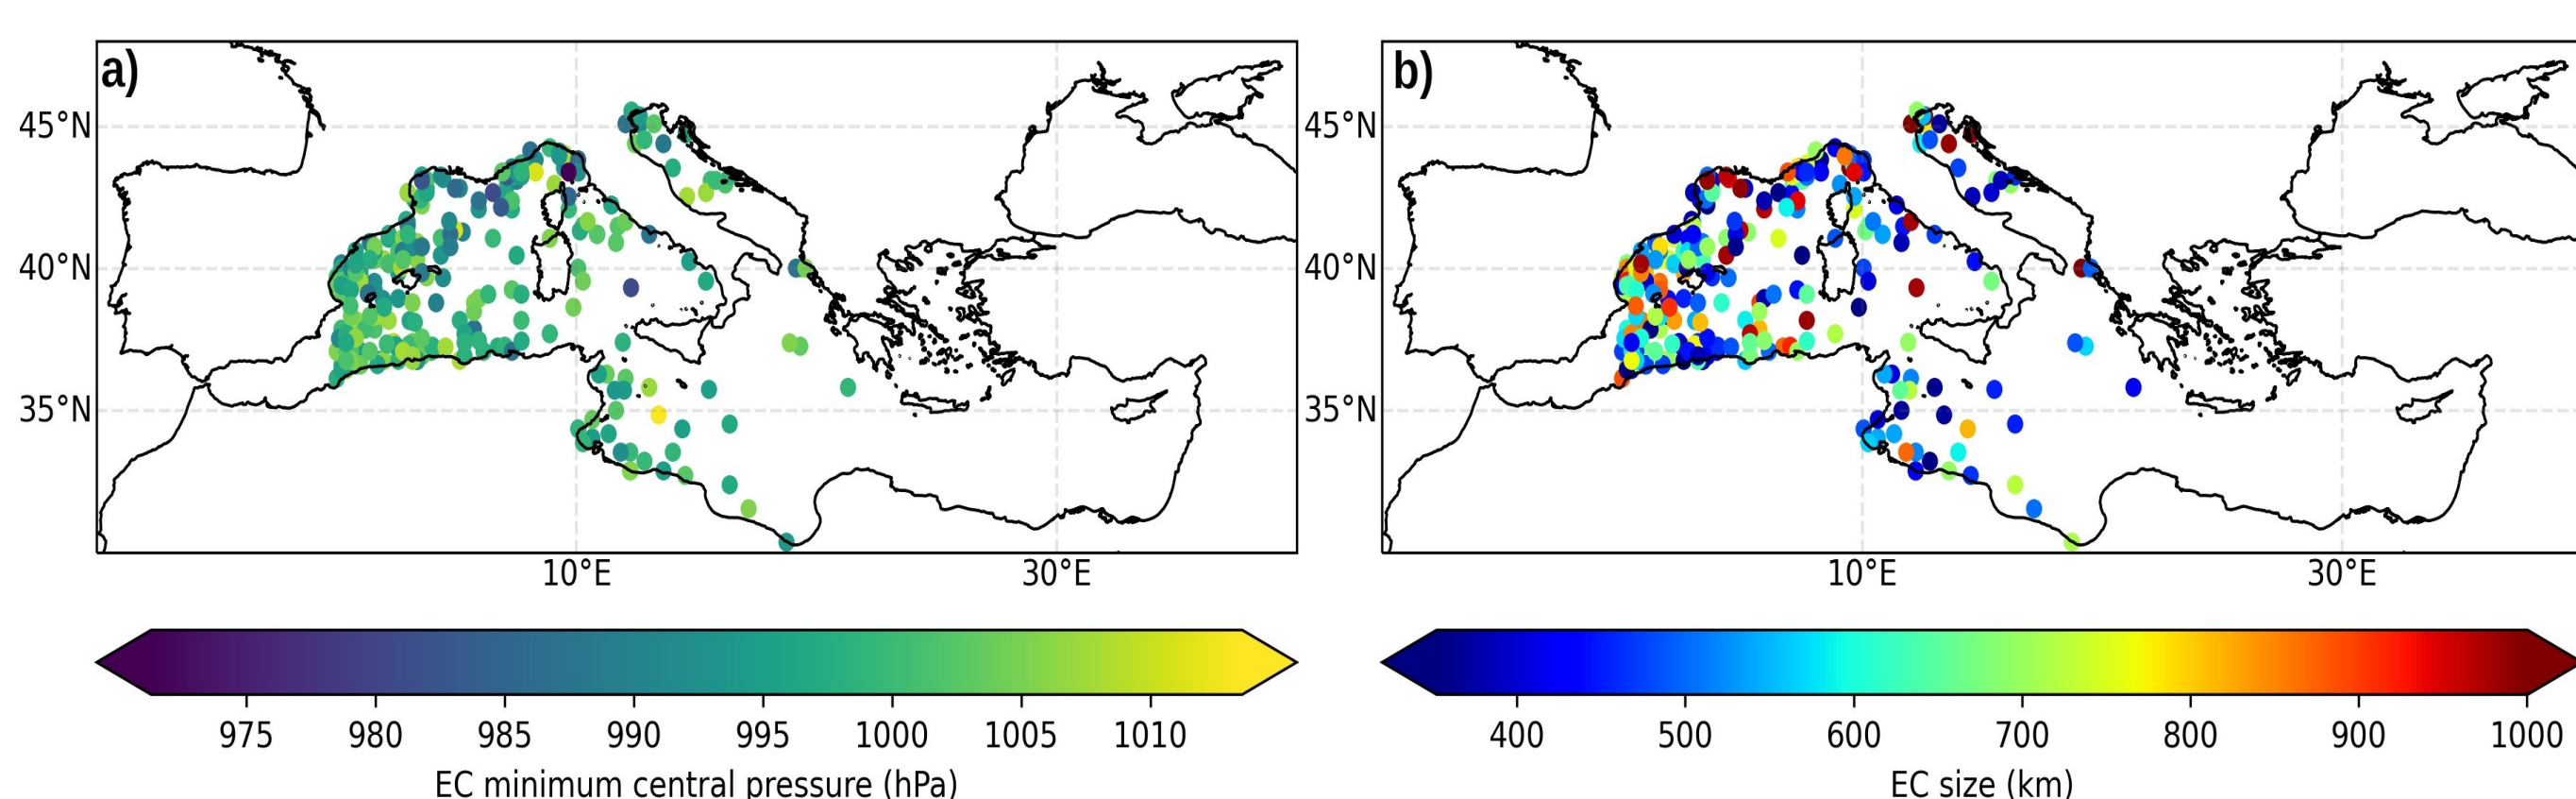 a)
b)
45°N
40°N
35°N
45°N
40°N
35°N
10°E
30°E
10°E
30°E
975 980 985 990 995 1000 1005 1010
EC minimum central pressure (hPa)
400 500 600 700 800 900 1000
EC size (km)